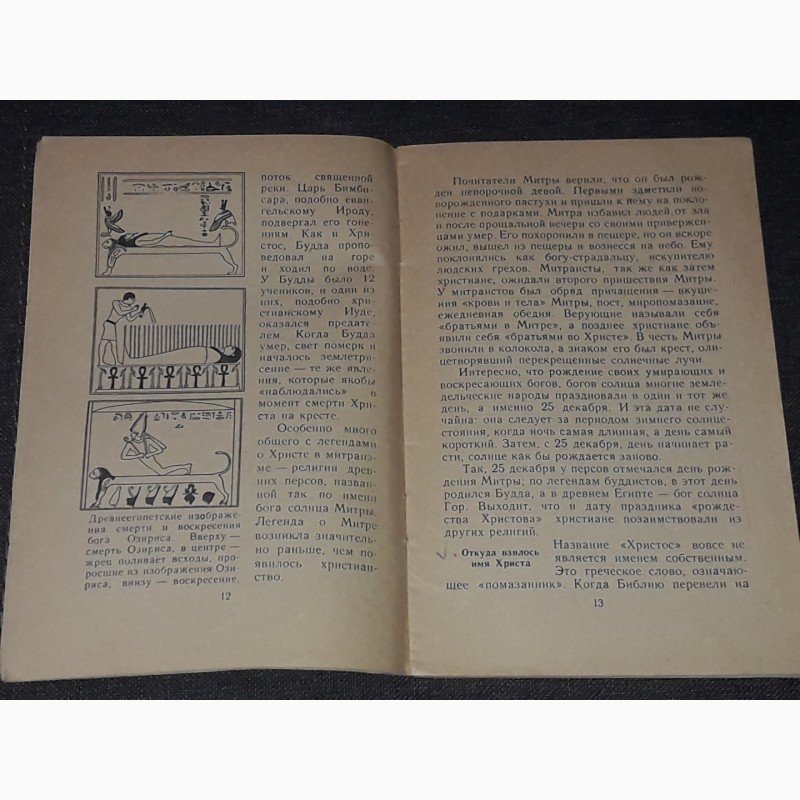 поток священной
реки. Царь Бимби-
сара, подобно еван-
гельскому Ироду,
подвергал его гоне-
ниям. Как и Хри-
стос, Будда пропо-
ведовал на горе
и ходил по воде.
У Будды было 12
учеников, и один из
них, подобно хри-
стианскому Иуде,
оказался предате-
лем. Когда Будда
умер, свет померк и
началось землетря-
сение — те же явле-
ния, которые якобы
«наблюдались» в
момент смерти Хри-
ста на кресте.
Особенно много
общего с легендами
о Христе в митраиз-
ме — религии древ-
них персов, назван-
ной так по имени
бога солнца Митры.
Легенда о Митре
возникла значитель-
но раньше, чем по-
явилось христиан-
ство.
Древнеегипетские изображе-
ния смерти и воскресения
бога Озириса. Вверху —
смерть Озириса, в центре —
жрец поливает всходы, про-
росшие из изображения Ози-
риса, внизу — воскресение.
12
Почитатели Митры верили, что он был рож-
ден непорочной девой. Первыми заметили но-
ворожденного пастухи и пришли к нему на покло-
нение с подарками. Митра избавил людей от зла
и после прощальной вечери со своими привержен-
цами умер. Его похоронили в пещере, но он вскоре
ожил, вышел из пещеры и вознесся на небо. Ему
поклонялись как богу-страдальцу, искупителю
людских грехов. Митраисты, так же как затем
христиане, ожидали второго пришествия Митры.
У митраистов был обряд причащения — вкуше-
ния «крови и тела» Митры, пост, миропомазание,
ежедневная обедня. Верующие называли себя
«братьями в Митре», а позднее христиане объ-
явили себя «братьями во Христе». В честь Митры
звонили в колокола, а знаком его был крест, оли-
цетворявший перекрещенные солнечные лучи.
Интересно, что рождение своих умирающих и
воскресающих богов, богов солнца многие земле-
дельческие народы праздновали в один и тот же
день, а именно 25 декабря. И эта дата не слу-
чайна: она следует за периодом зимнего солнце-
стояния, когда ночь самая длинная, а день самый
короткий. Затем, с 25 декабря, день начинает ра-
сти, солнце как бы рождается заново.
Так, 25 декабря у персов отмечался день рож-
дения Митры; по легендам буддистов, в этот день
родился Будда, а в древнем Египте — бог солнца
Гор. Выходит, что и дату праздника «рожде-
ства Христова» христиане позаимствовали из
других религий.
Откуда взялось
имя Христа
Название «Христос» вовсе не
является именем собственным.
Это греческое слово, означаю-
щее «помазанник». Когда Библию перевели на
13